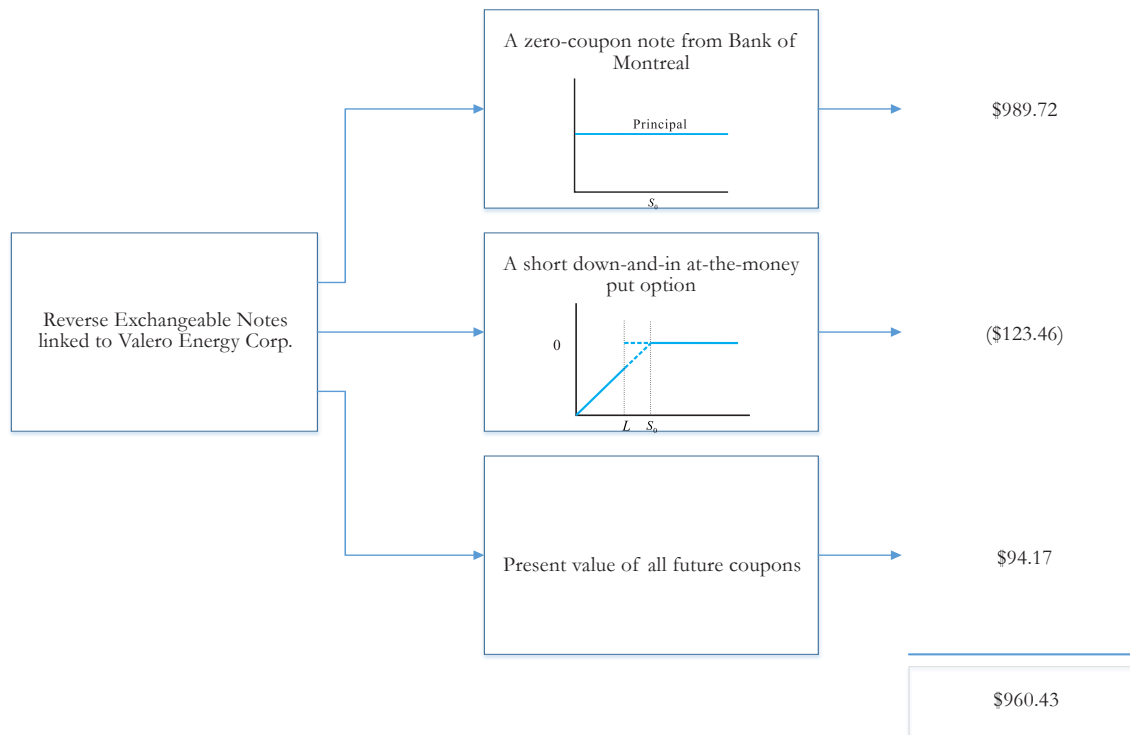 A zero-coupon note from Bank of
Montreal
Principal
S₀
$989.72
Reverse Exchangeable Notes
linked to Valero Energy Corp.
A short down-and-in at-the-money
put option
0
L S₀
($123.46)
Present value of all future coupons
$94.17
$960.43